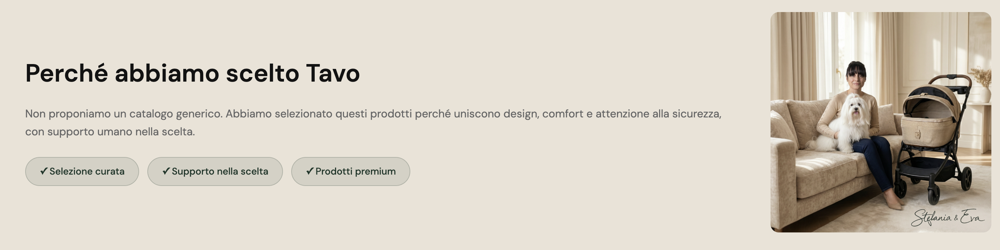 Perché abbiamo scelto Tavo
Non proponiamo un catalogo generico. Abbiamo selezionato questi prodotti perché uniscono design, comfort e attenzione alla sicurezza,
con supporto umano nella scelta.
✓ Selezione curata
✓ Supporto nella scelta
✓ Prodotti premium
Stefania & Eva